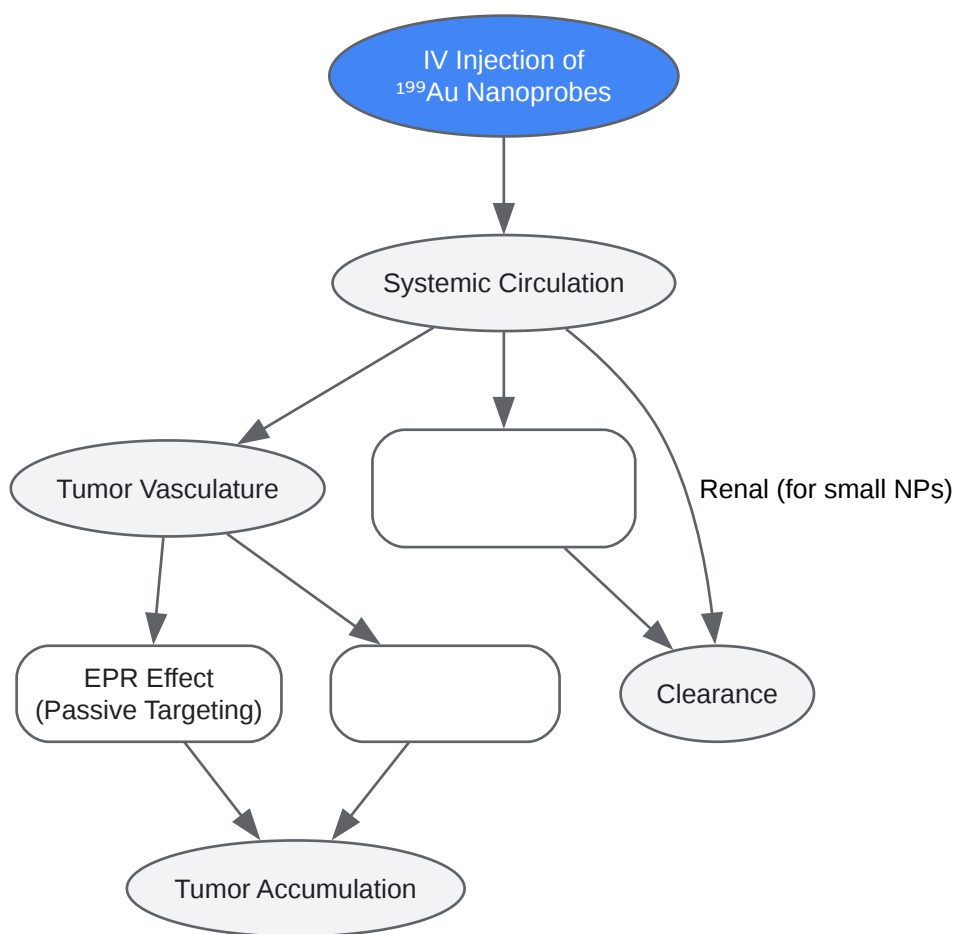 IV Injection of
¹⁹⁹Au Nanoprobes
Systemic Circulation
Tumor Vasculature
Renal (for small NPs)
EPR Effect
(Passive Targeting)
Clearance
Tumor Accumulation